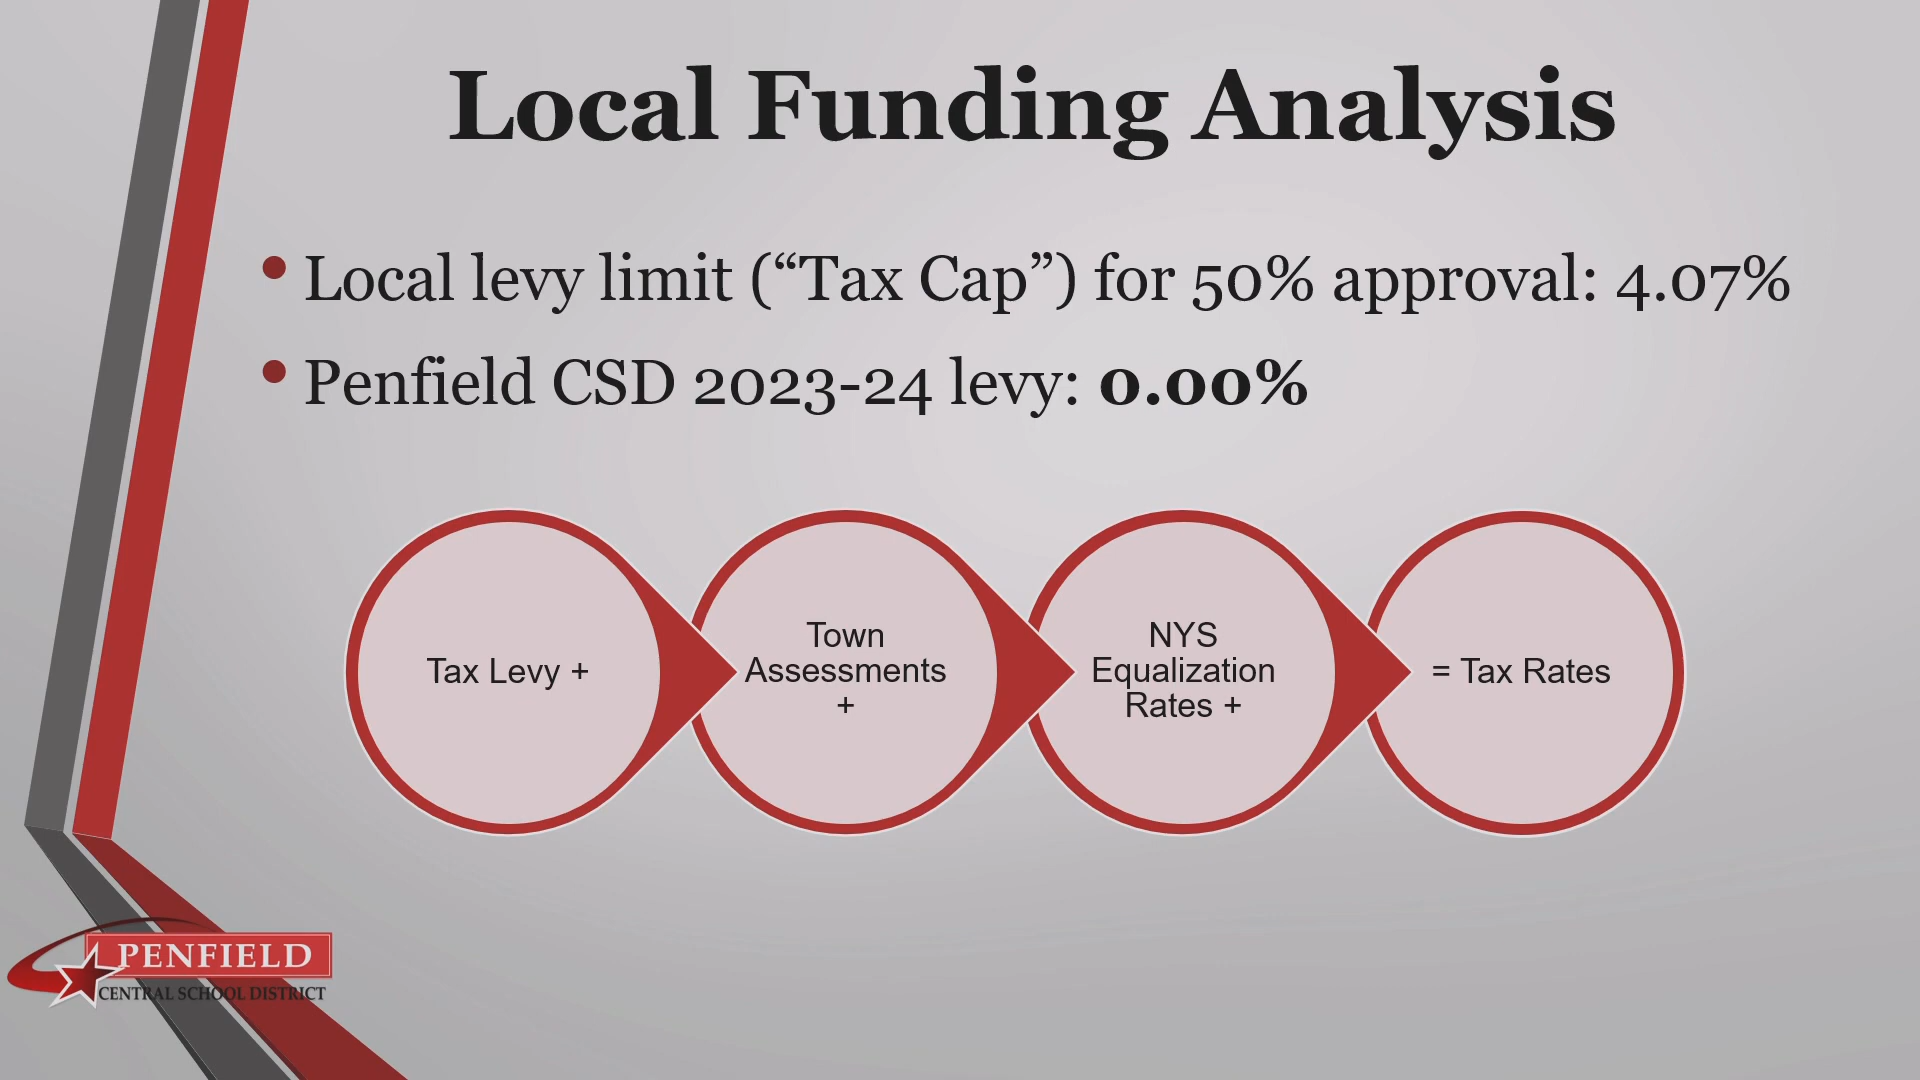 Local Funding Analysis
• Local levy limit (“Tax Cap”) for 50% approval: 4.07%
• Penfield CSD 2023-24 levy: 0.00%
Tax Levy +
Town
Assessments
+
NYS
Equalization
Rates +
= Tax Rates
PENFIELD
CENTRAL SCHOOL DISTRICT